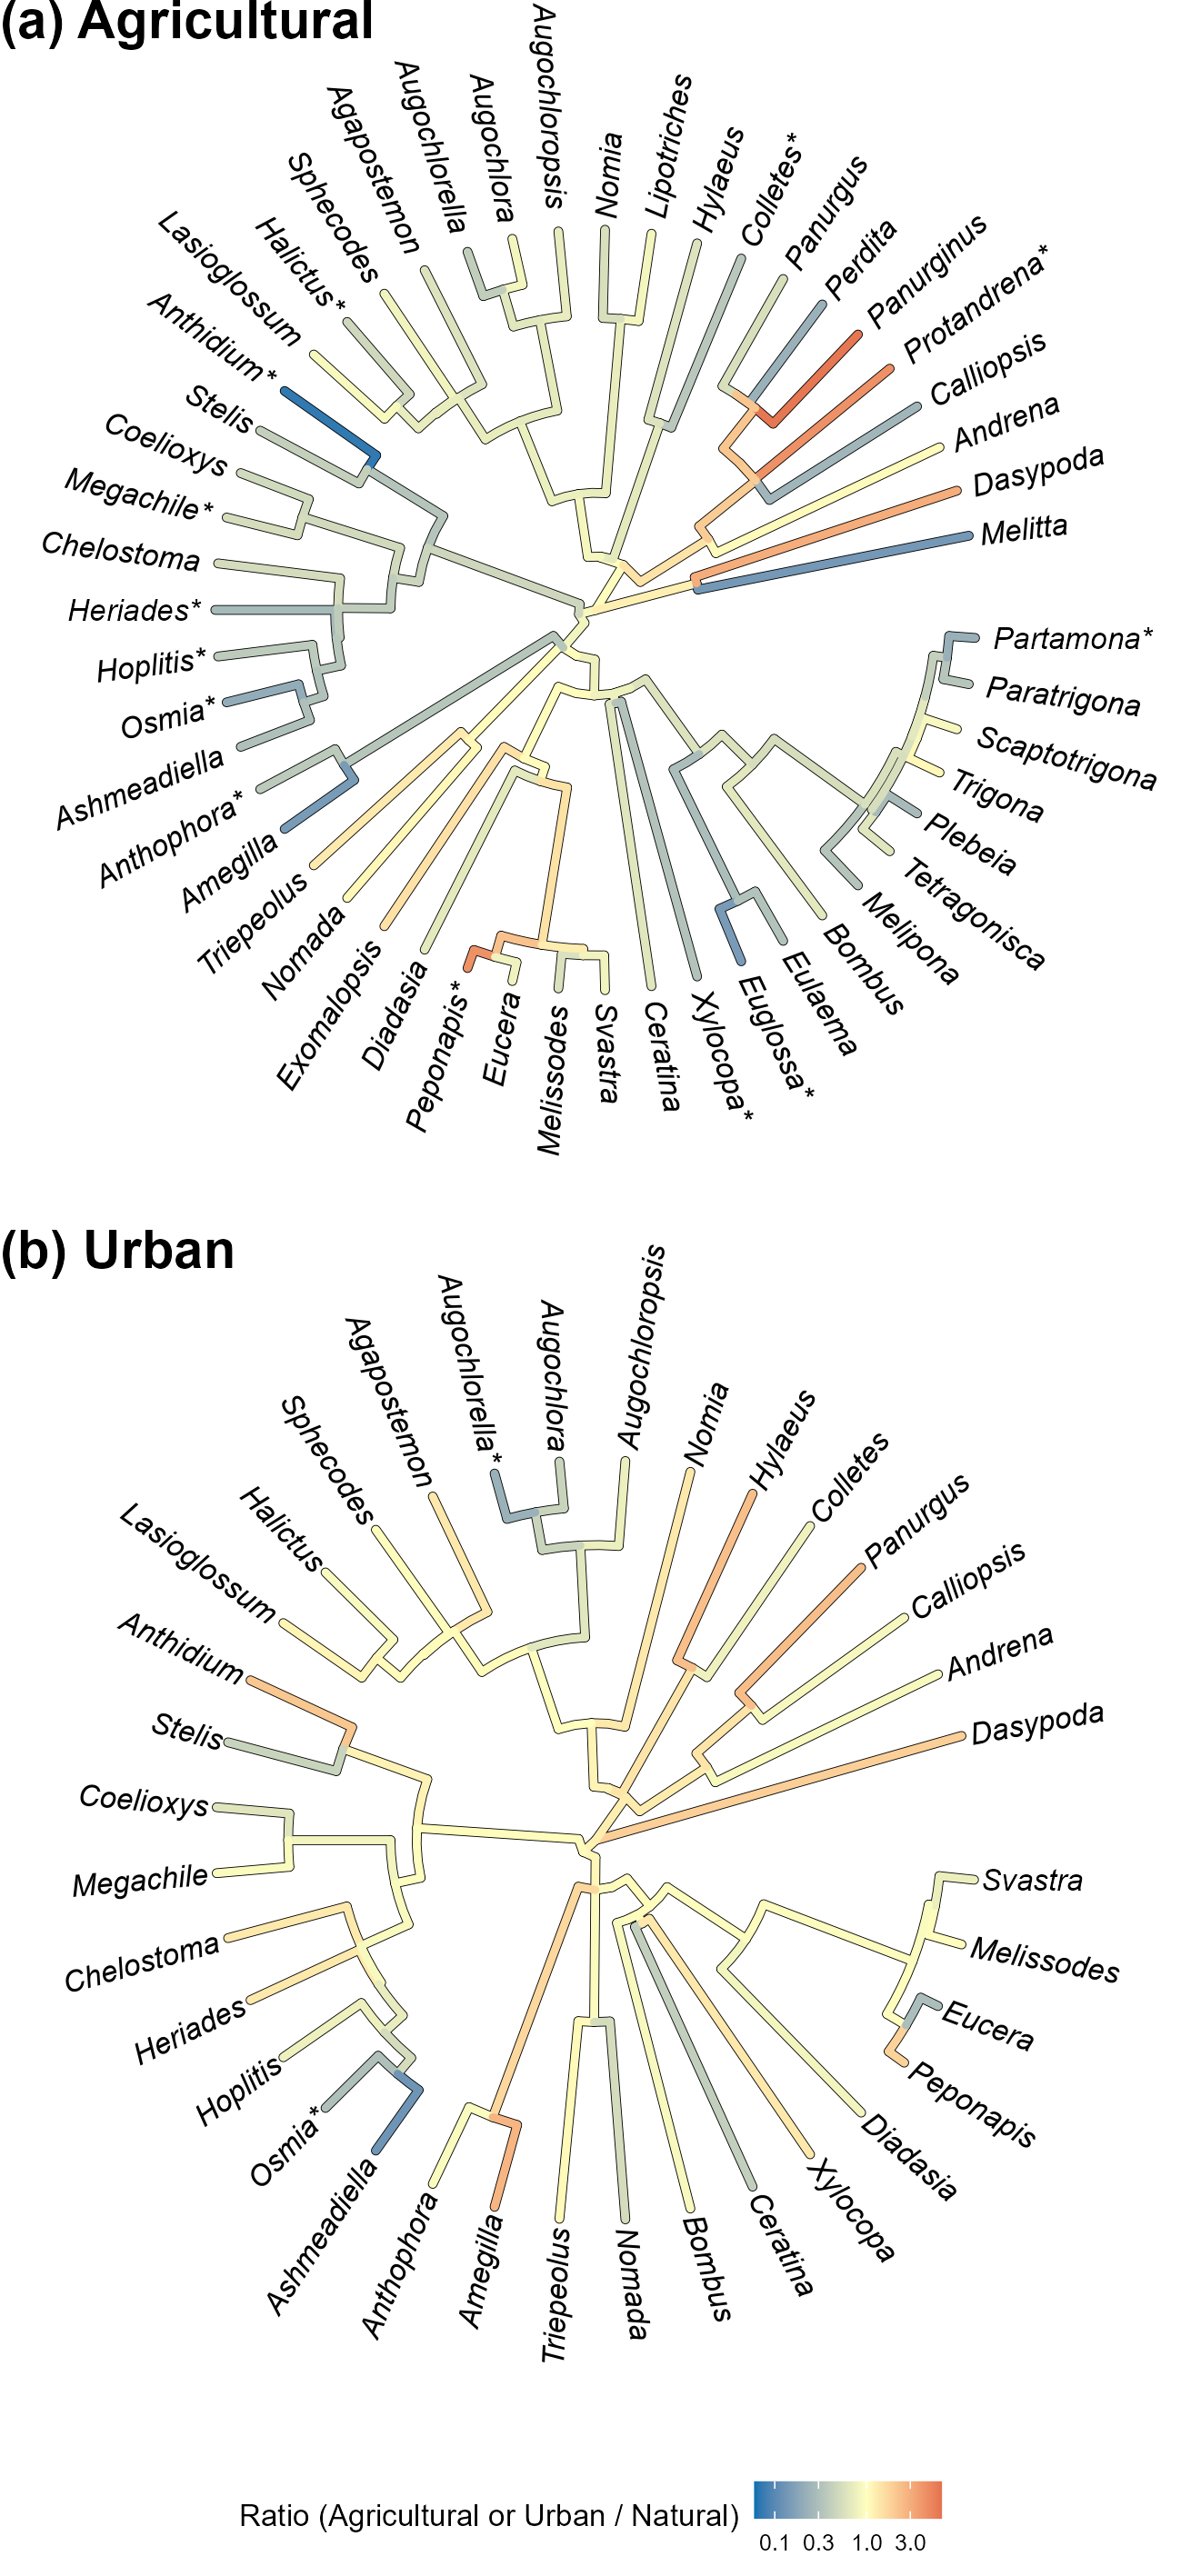 (a) Agricultural
Augochloropsis
Augochlora
Augochlorella
Agapostemon
Sphecodes
Halictus*
Lasioglossum
Anthidium*
Stelis
Coelioxys
Megachile*
Chelostoma
Heriades*
Hoplitis*
Osmia*
Ashmeadiella
Anthophora*
Amegilla
Triepeolus
Nomada
Exomalopsis
Diadasia
Peponapis*
Eucera
Melissodes
Svastra
Ceratina
Xylocopa*
Euglossa*
Eulaema
Bombus
Melipona
Tetragonisca
Plebeia
Trigona
Scaptotrigona
Paratrigona
Partamona*
Melitta
Dasypoda
Andrena
Calliopsis
Protandrena*
Panurginus
Perdita
Panurgus
Colletes*
Hylaeus
Lipotriches
Nomia
(b) Urban
Augochloropsis
Augochlora
Augochlorella*
Agapostemon
Sphecodes
Halictus
Lasioglossum
Anthidium
Stelis
Coelioxys
Megachile
Chelostoma
Heriades
Hoplitis
Osmia*
Ashmeadiella
Anthophora
Amegilla
Triepeolus
Nomada
Bombus
Ceratina
Xylocopa
Diadasia
Peponapis
Eucera
Melissodes
Svastra
Dasypoda
Andrena
Calliopsis
Panurgus
Colletes
Hylaeus
Nomia
Ratio (Agricultural or Urban / Natural)
0.1 0.3 1.0 3.0